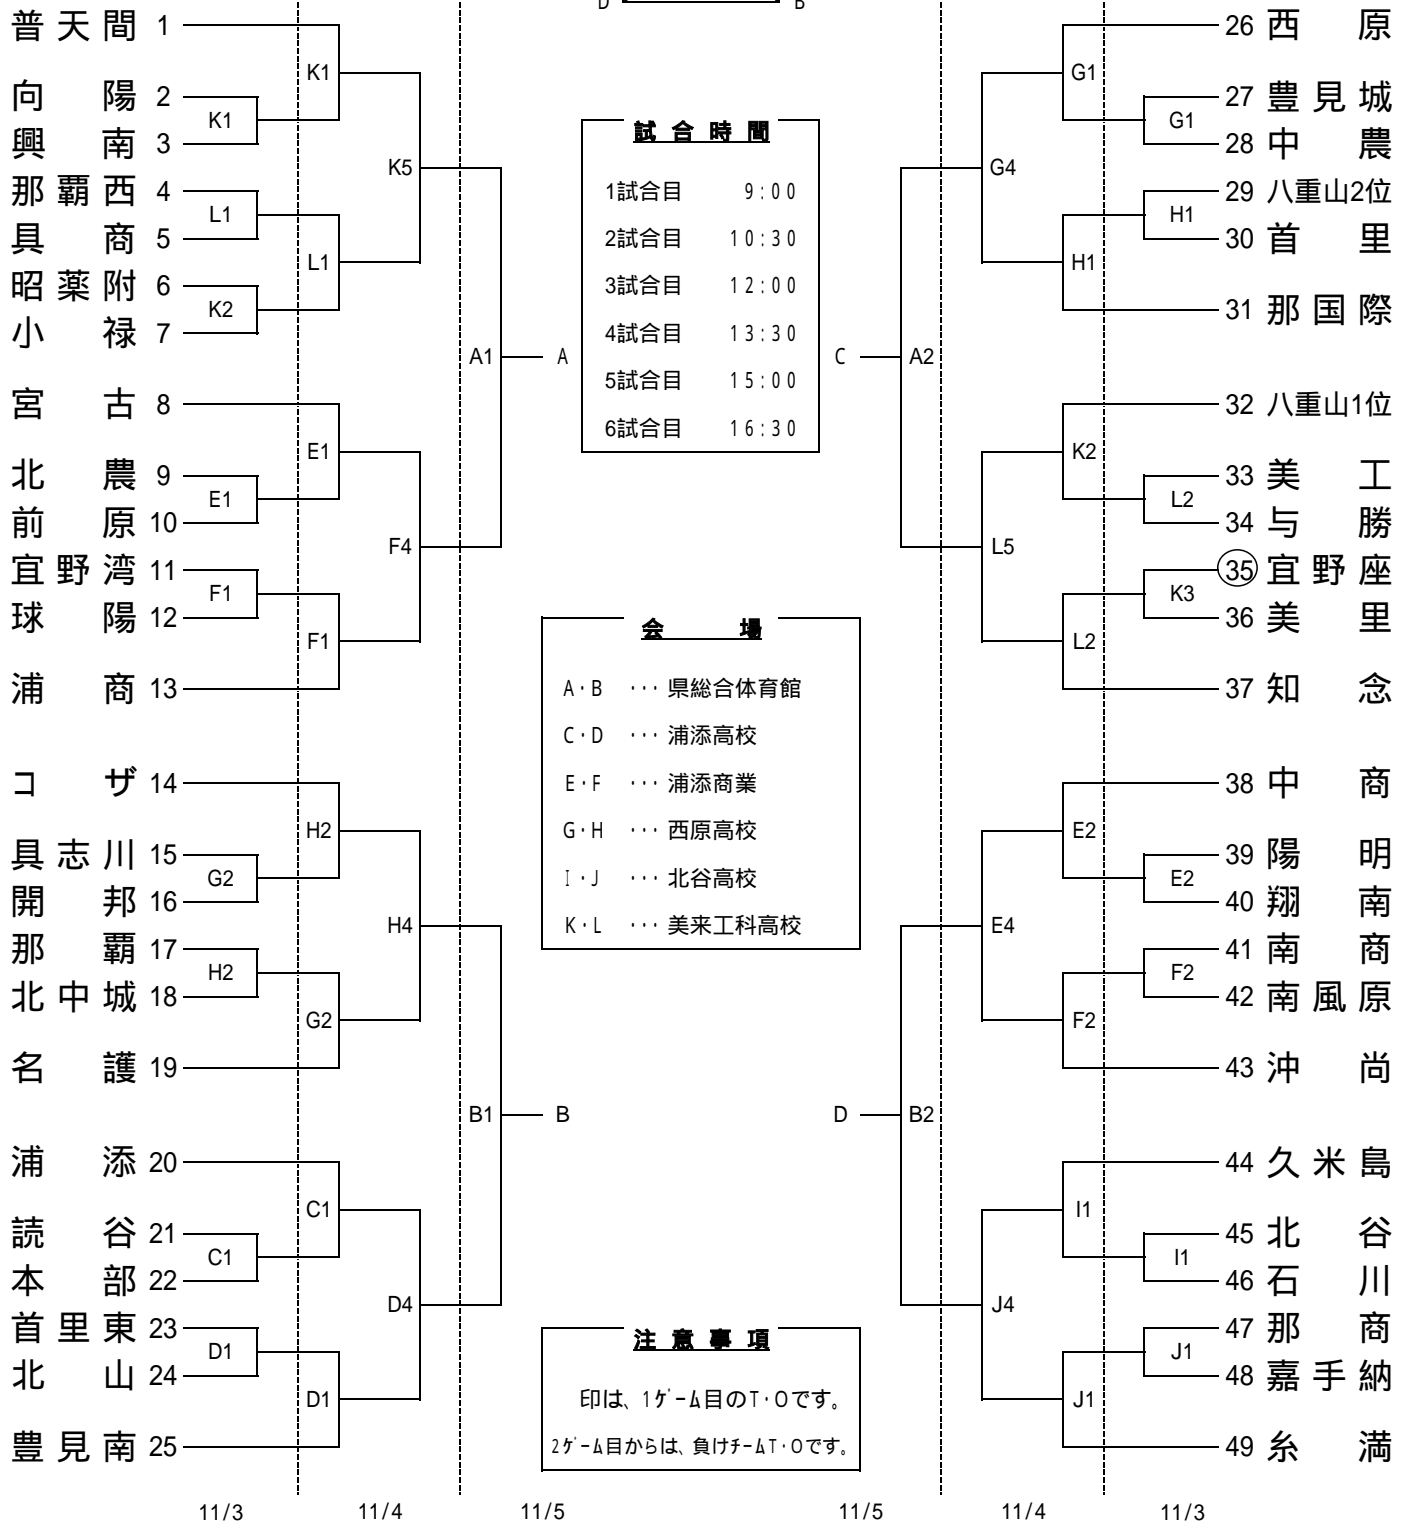 D B
普天間 1
K1
向陽 2
K1
興南 3
K5
那覇西 4
L1
具商 5
L1
昭薬附 6
K2
小禄 7
A1 A
宮古 8
E1
北農 9
E1
前原 10
F4
宜野湾 11
F1
球陽 12
F1
浦商 13
コザ 14
H2
具志川 15
G2
開邦 16
H4
那覇 17
H2
北中城 18
G2
名護 19
B1 B
浦添 20
C1
読谷 21
C1
本部 22
D4
首里東 23
D1
北山 24
D1
豊見南 25
試合時間
1試合目 9:00
2試合目 10:30
3試合目 12:00
4試合目 13:30
5試合目 15:00
6試合目 16:30
会場
A・B ・・・ 県総合体育館
C・D ・・・ 浦添高校
E・F ・・・ 浦添商業
G・H ・・・ 西原高校
I・J ・・・ 北谷高校
K・L ・・・ 美来工科高校
注意事項
印は、1ゲーム目のT・Oです。
2ゲーム目からは、負けチームT・Oです。
26 西原
G1
27 豊見城
G1
28 中農
G4
29 八重山2位
H1
30 首里
H1
31 那国際
C A2
32 八重山1位
K2
33 美工
L2
34 与勝
L5
35 宜野座
K3
36 美里
L2
37 知念
38 中商
E2
39 陽明
E2
40 翔南
E4
41 南商
F2
42 南風原
F2
43 沖尚
D B2
44 久米島
I1
45 北谷
I1
46 石川
J4
47 那商
J1
48 嘉手納
J1
49 糸満
11/3 11/4 11/5 11/5 11/4 11/3